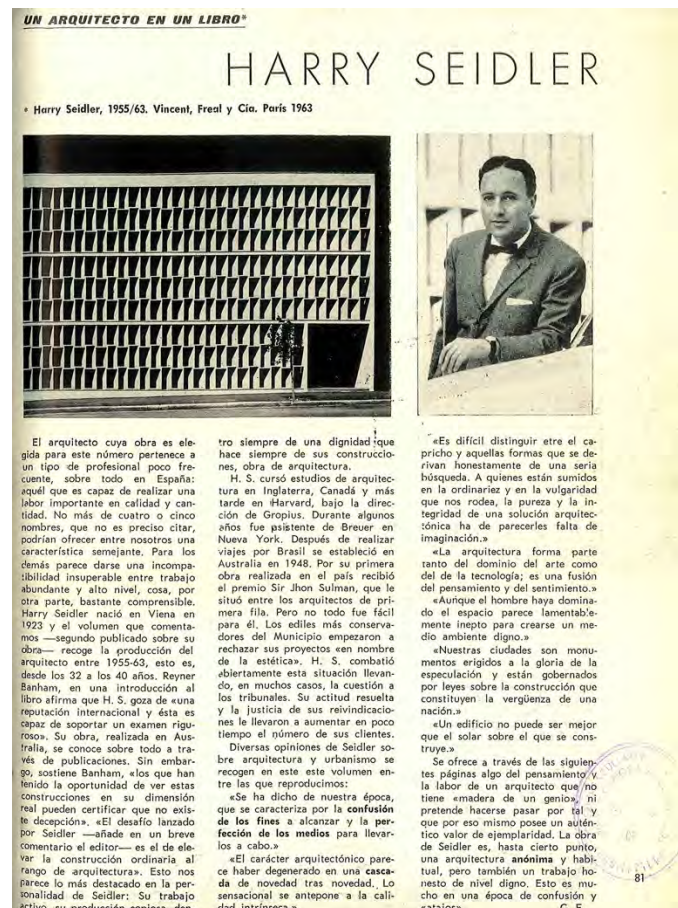 UN ARQUITECTO EN UN LIBRO*
HARRY SEIDLER
* Harry Seidler, 1955/63. Vincent, Freal y Cía. París 1963
El arquitecto cuya obra es ele-
gida para este número pertenece a
un tipo de profesional poco fre-
cuente, sobre todo en España:
aquél que es capaz de realizar una
labor importante en calidad y can-
tidad. No más de cuatro o cinco
nombres, que no es preciso citar,
podrían ofrecer entre nosotros una
característica semejante. Para los
demás parece darse una incompa-
tibilidad insuperable entre trabajo
abundante y alto nivel, cosa, por
otra parte, bastante comprensible.
Harry Seidler nació en Viena en
1923 y el volumen que comenta-
mos —segundo publicado sobre su
obra— recoge la producción del
arquitecto entre 1955-63, esto es,
desde los 32 a los 40 años. Reyner
Banham, en una introducción al
libro afirma que H. S. goza de «una
reputación internacional y ésta es
capaz de soportar un examen rigu-
roso». Su obra, realizada en Aus-
tralia, se conoce sobre todo a tra-
vés de publicaciones. Sin embar-
go, sostiene Banham, «los que han
tenido la oportunidad de ver estas
construcciones en su dimensión
real pueden certificar que no exis-
te decepción». «El desafío lanzado
por Seidler —añade en un breve
comentario el editor— es el de ele-
var la construcción ordinaria al
rango de arquitectura». Esto nos
parece lo más destacado en la per-
sonalidad de Seidler: Su trabajo
activo, su producción copiosa, den-
tro siempre de una dignidad que
hace siempre de sus construccio-
nes, obra de arquitectura.
H. S. cursó estudios de arquitec-
tura en Inglaterra, Canadá y más
tarde en Harvard, bajo la direc-
ción de Gropius. Durante algunos
años fue asistente de Breuer en
Nueva York. Después de realizar
viajes por Brasil se estableció en
Australia en 1948. Por su primera
obra realizada en el país recibió
el premio Sir Jhon Sulman, que le
situó entre los arquitectos de pri-
mera fila. Pero no todo fue fácil
para él. Los ediles más conserva-
dores del Municipio empezaron a
rechazar sus proyectos «en nombre
de la estética». H. S. combatió
abiertamente esta situación llevan-
do, en muchos casos, la cuestión a
los tribunales. Su actitud resuelta
y la justicia de sus reivindicacio-
nes le llevaron a aumentar en poco
tiempo el número de sus clientes.
Diversas opiniones de Seidler so-
bre arquitectura y urbanismo se
recogen en este este volumen en-
tre las que reproducimos:
«Se ha dicho de nuestra época,
que se caracteriza por la confusión
de los fines a alcanzar y la per-
fección de los medios para llevar-
los a cabo.»
«El carácter arquitectónico pare-
ce haber degenerado en una casca-
da de novedad tras novedad. Lo
sensacional se antepone a la cali-
dad intrínseca.»
«Es difícil distinguir etre el ca-
pricho y aquellas formas que se de-
rivan honestamente de una seria
búsqueda. A quienes están sumidos
en la ordinariez y en la vulgaridad
que nos rodea, la pureza y la in-
tegridad de una solución arquitec-
tónica ha de parecerles falta de
imaginación.»
«La arquitectura forma parte
tanto del dominio del arte como
del de la tecnología; es una fusión
del pensamiento y del sentimiento.»
«Aunque el hombre haya domina-
do el espacio parece lamentable-
mente inepto para crearse un me-
dio ambiente digno.»
«Nuestras ciudades son monu-
mentos erigidos a la gloria de la
especulación y están gobernados
por leyes sobre la construcción que
constituyen la vergüenza de una
nación.»
«Un edificio no puede ser mejor
que el solar sobre el que se cons-
truye.»
Se ofrece a través de las siguien-
tes páginas algo del pensamiento y
la labor de un arquitecto que no
tiene «madera de un genio», ni
pretende hacerse pasar por tal y
que por eso mismo posee un autén-
tico valor de ejemplaridad. La obra
de Seidler es, hasta cierto punto,
una arquitectura anónima y habi-
tual, pero también un trabajo ho-
nesto de nivel digno. Esto es mu-
cho en una época de confusión y
81